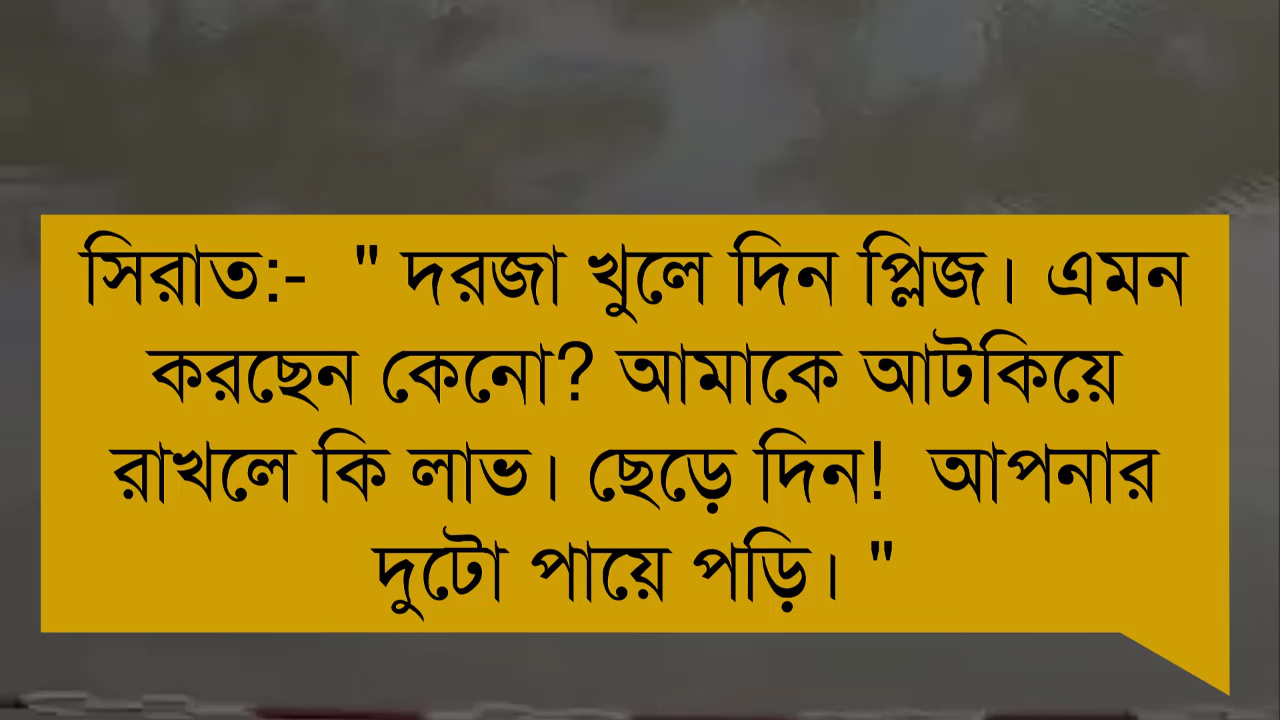 সিরাত:- " দরজা খুলে দিন প্লিজ। এমন
করছেন কেনো? আমাকে আটকিয়ে
রাখলে কি লাভ। ছেড়ে দিন! আপনার
দুটো পায়ে পড়ি। "